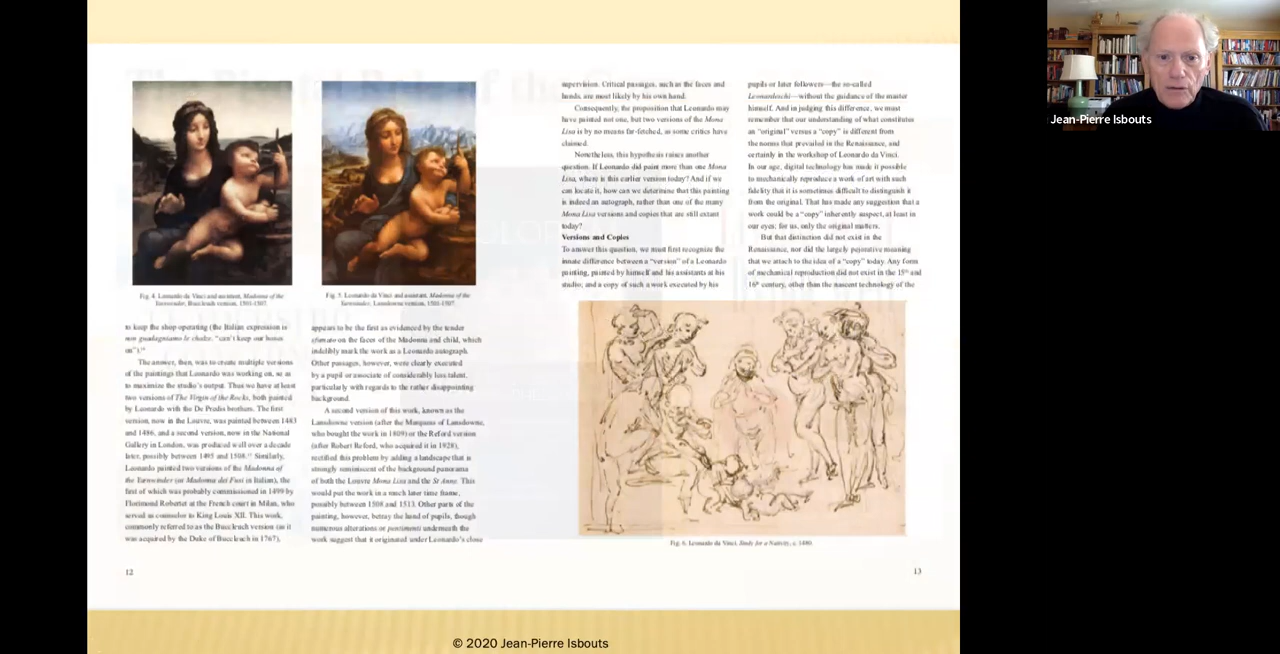 Fig. 4. Leonardo da Vinci and assistant, Madonna of the
Yarnwinder, Buccleuch version, 1501-1507.
Fig. 5. Leonardo da Vinci and assistant, Madonna of the
Yarnwinder, Lansdowne version, 1501-1507.
to keep the shop operating (the Italian expression is
non guadagniamo le chalze, "can't keep our hoses
on").
The answer, then, was to create multiple versions
of the paintings that Leonardo was working on, so as
to maximize the studio's output. Thus we have at least
two versions of The Virgin of the Rocks, both painted
by Leonardo with the De Predis brothers. The first
version, now in the Louvre, was painted between 1483
and 1486, and a second version, now in the National
Gallery in London, was produced well over a decade
later, possibly between 1495 and 1508. Similarly,
Leonardo painted two versions of the Madonna of
the Yarnwinder (or Madonna dei Fusi in Italian), the
first of which was probably commissioned in 1499 by
Florimond Robertet at the French court in Milan, who
served as counselor to King Louis XII. This work,
commonly referred to as the Buccleuch version (as it
was acquired by the Duke of Buccleuch in 1767),
12
appears to be the first as evidenced by the tender
sfumato on the faces of the Madonna and child, which
indelibly mark the work as a Leonardo autograph.
Other passages, however, were clearly executed
by a pupil or associate of considerably less talent,
particularly with regards to the rather disappointing
background.
A second version of this work, known as the
Lansdowne version (after the Marquess of Lansdowne,
who bought the work in 1809) or the Reford version
(after Robert Reford, who acquired it in 1928),
rectified this problem by adding a landscape that is
strongly reminiscent of the background panorama
of both the Louvre Mona Lisa and the St Anne. This
would put the work in a much later time frame,
possibly between 1508 and 1513. Other parts of the
painting, however, betray the hand of pupils, though
numerous alterations or pentimenti underneath the
work suggest that it originated under Leonardo's close
supervision. Critical passages, such as the faces and
hands, are most likely by his own hand.
Consequently, the proposition that Leonardo may
have painted not one, but two versions of the Mona
Lisa is by no means far-fetched, as some critics have
claimed.
Nonetheless, this hypothesis raises another
question. If Leonardo did paint more than one Mona
Lisa, where is this earlier version today? And if we
can locate it, how can we determine that this painting
is indeed an autograph, rather than one of the many
Mona Lisa versions and copies that are still extant
today?
Versions and Copies
To answer this question, we must first recognize the
innate difference between a "version" of a Leonardo
painting, painted by himself and his assistants at his
studio; and a copy of such a work executed by his
pupils or later followers—the so-called
Leonardeschi—without the guidance of the master
himself. And in judging this difference, we must
remember that our understanding of what constitutes
an "original" versus a "copy" is different from
the norms that prevailed in the Renaissance, and
certainly in the workshop of Leonardo da Vinci.
In our age, digital technology has made it possible
to mechanically reproduce a work of art with such
fidelity that it is sometimes difficult to distinguish it
from the original. That has made any suggestion that a
work could be a "copy" inherently suspect, at least in
our eyes; for us, only the original matters.
But that distinction did not exist in the
Renaissance, nor did the largely pejorative meaning
that we attach to the idea of a "copy" today. Any form
of mechanical reproduction did not exist in the 15th and
16th century, other than the nascent technology of the
Fig. 6. Leonardo da Vinci, Study for a Nativity, c. 1480.
13
© 2020 Jean-Pierre Isbouts
Jean-Pierre Isbouts